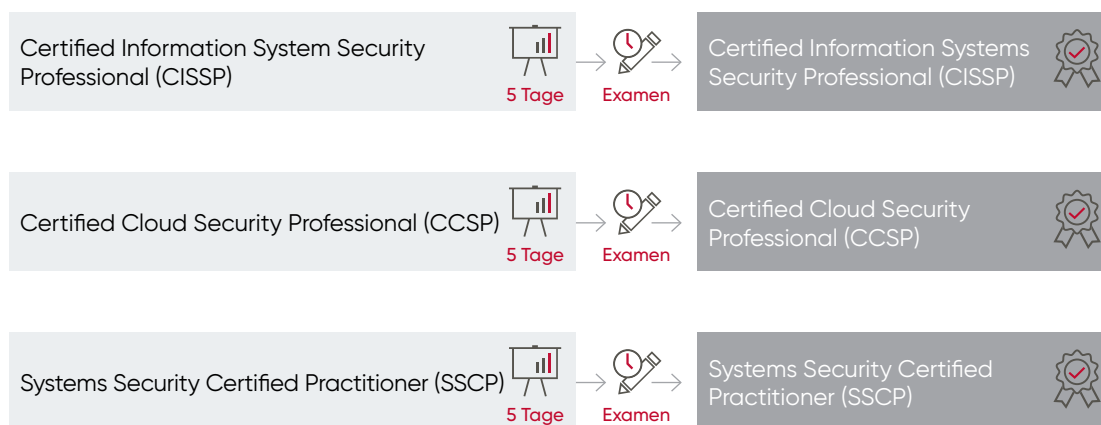 Certified Information System Security
Professional (CISSP)
5 Tage
Examen
Certified Information Systems
Security Professional (CISSP)
Certified Cloud Security Professional (CCSP)
5 Tage
Examen
Certified Cloud Security
Professional (CCSP)
Systems Security Certified Practitioner (SSCP)
5 Tage
Examen
Systems Security Certified
Practitioner (SSCP)